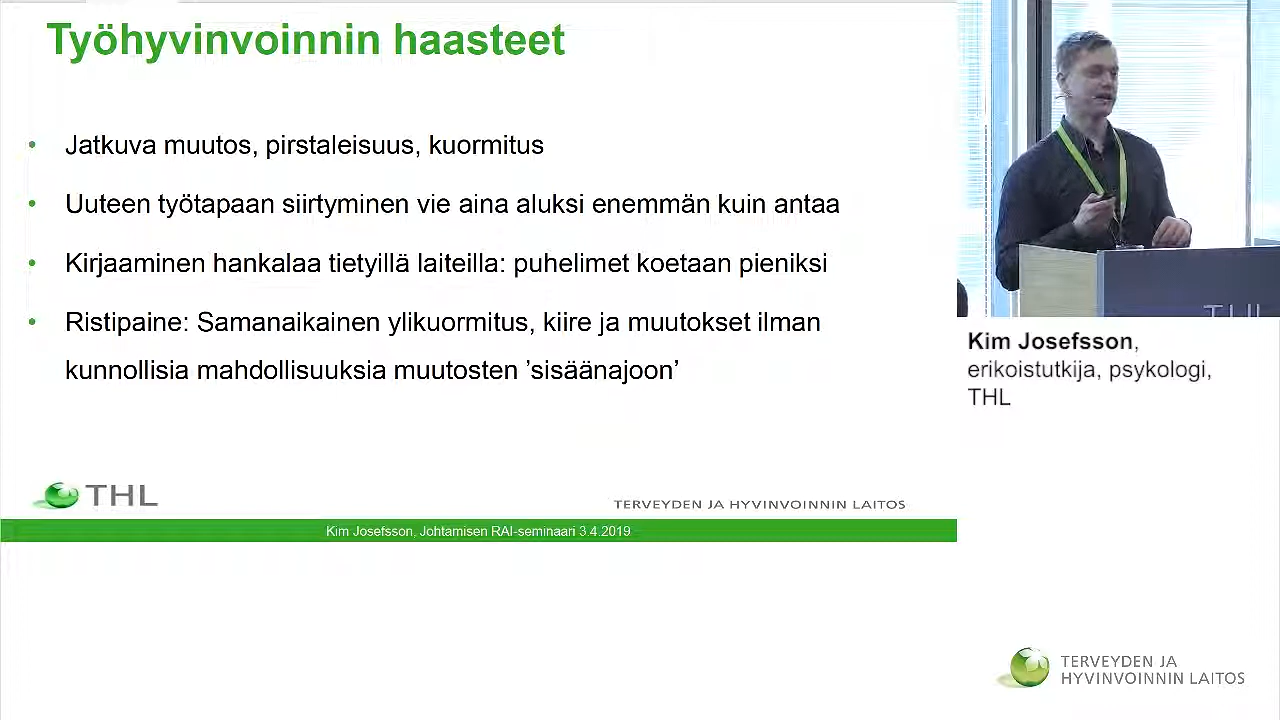 Työhyvinvoinnin haasteet
• Jatkuva muutos, pirstaleisuus, kuormitus
• Uuteen työtapaan siirtyminen vie aina aluksi enemmän kuin antaa
• Kirjaaminen hankalaa tietyillä laiteilla: puhelimet koetaan pieniksi
• Ristipaine: Samanaikainen ylikuormitus, kiire ja muutokset ilman
kunnollisia mahdollisuuksia muutosten ’sisäänajoon’
THL
TERVEYDEN JA HYVINVOINNIN LAITOS
Kim Josefsson, Johtamisen RAI-seminaari 3.4.2019
THL
Kim Josefsson,
erikoistutkija, psykologi,
THL
TERVEYDEN JA
HYVINVOINNIN LAITOS